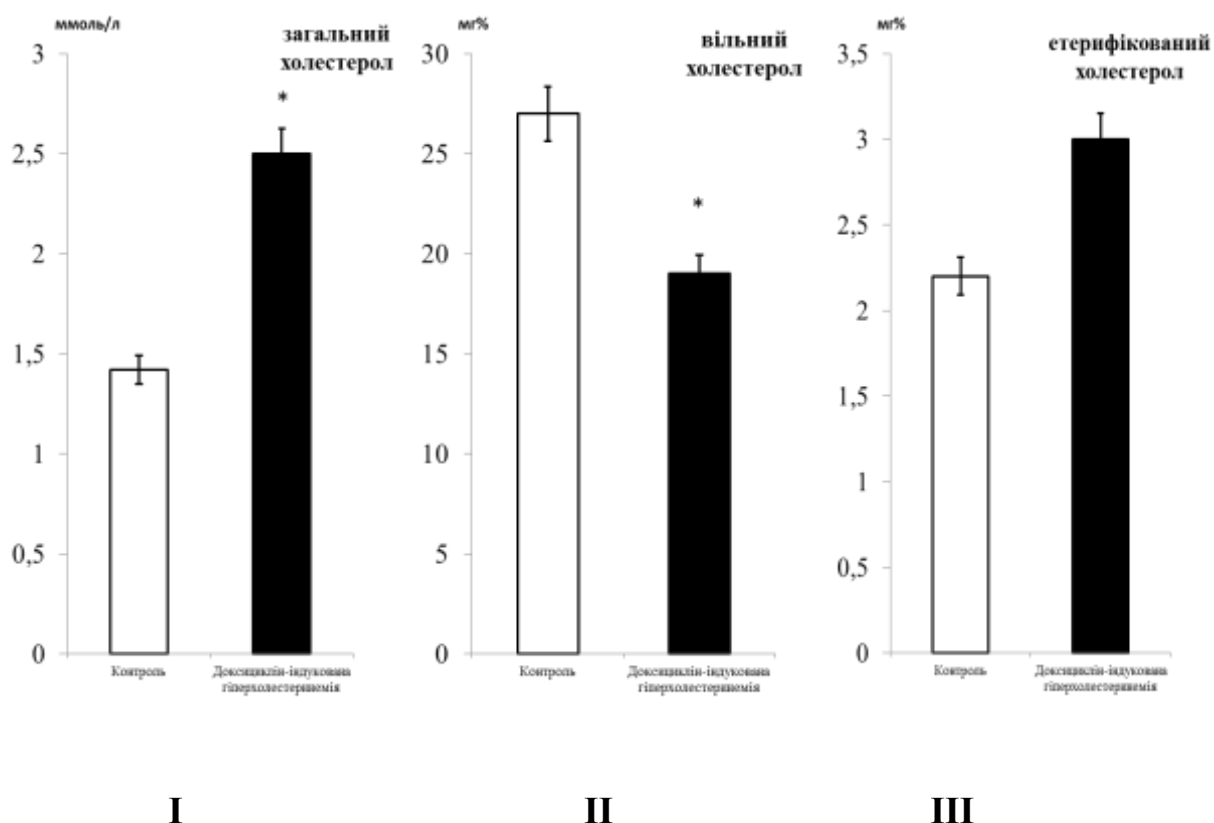 ммоль/л
загальний
холестерол
3
*
2,5
2
1,5
1
0,5
0
Контроль
Доксициклін-індукована
гіперхолестеринемія
I
мг%
вільний
холестерол
30
25
*
20
15
10
5
0
Контроль
Доксициклін-індукована
гіперхолестеринемія
II
мг%
етерифікований
холестерол
3,5
3
2,5
2
1,5
1
0,5
0
Контроль
Доксициклін-індукована
гіперхолестеринемія
III